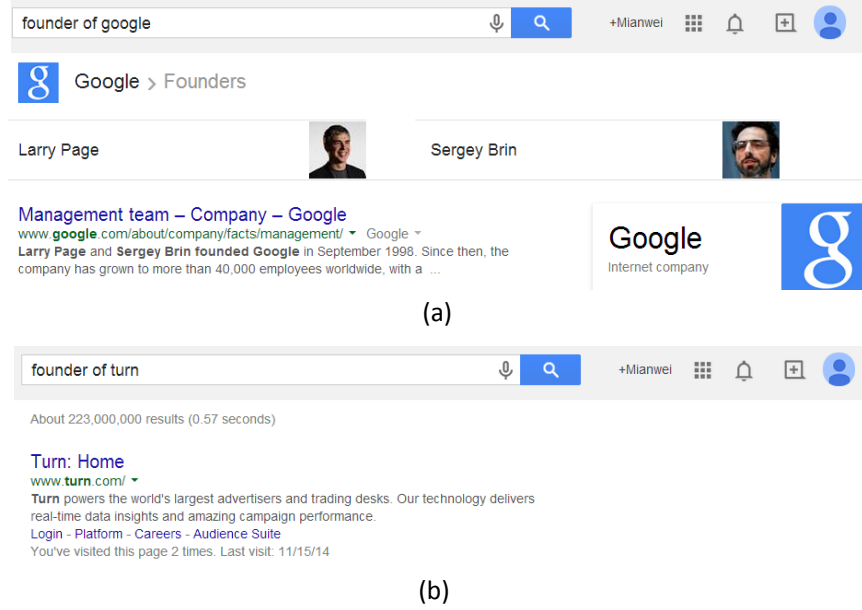 founder of google
+Mianwei
g Google > Founders
Larry Page
Sergey Brin
Management team – Company – Google
www.google.com/about/company/facts/management/ Google
Larry Page and Sergey Brin founded Google in September 1998. Since then, the
company has grown to more than 40,000 employees worldwide, with a ...
Google
Internet company
g
(a)
founder of turn
+Mianwei
About 223,000,000 results (0.57 seconds)
Turn: Home
www.turn.com/
Turn powers the world's largest advertisers and trading desks. Our technology delivers
real-time data insights and amazing campaign performance.
Login - Platform - Careers - Audience Suite
You've visited this page 2 times. Last visit: 11/15/14
(b)